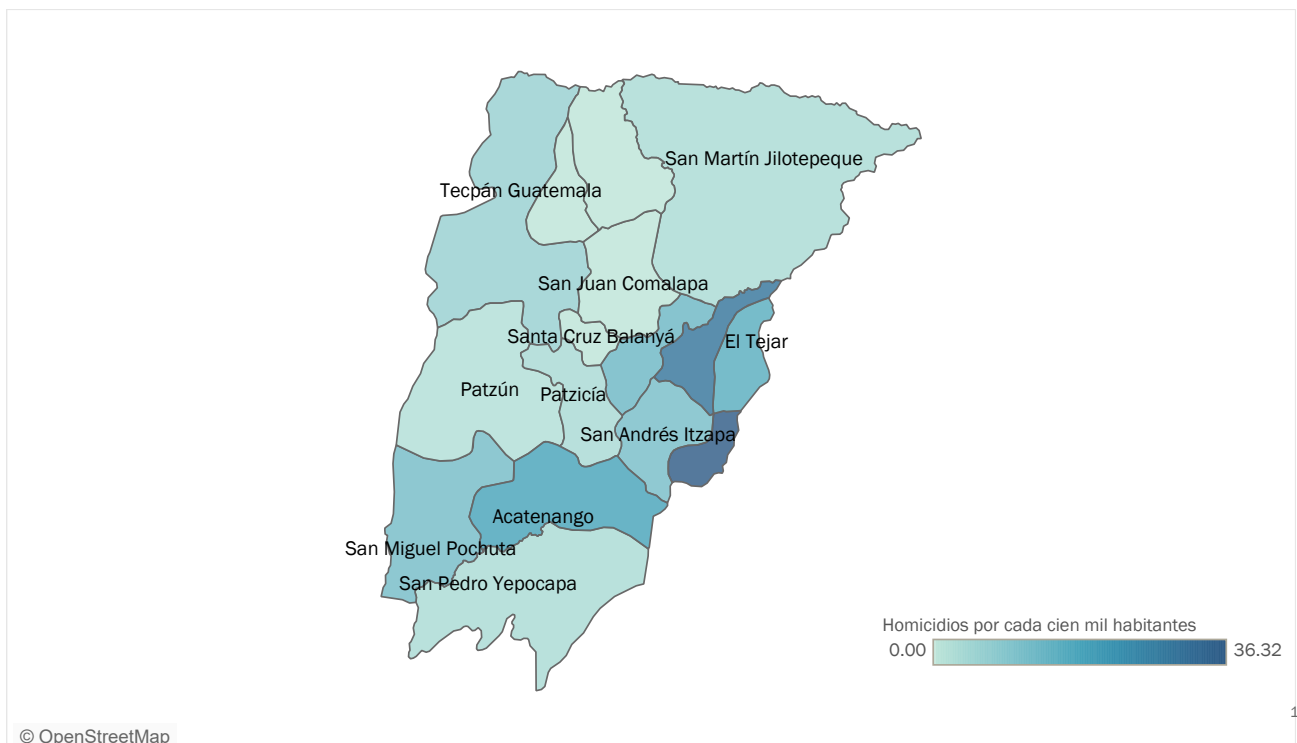 San Martín Jilotepeque
Tecpán Guatemala
San Juan Comalapa
Santa Cruz Balanyá
El Tejar
Patzún
Patzicía
San Andrés Itzapa
Acatenango
San Miguel Pochuta
San Pedro Yepocapa
Homicidios por cada cien mil habitantes
0.00
36.32
1
© OpenStreetMap